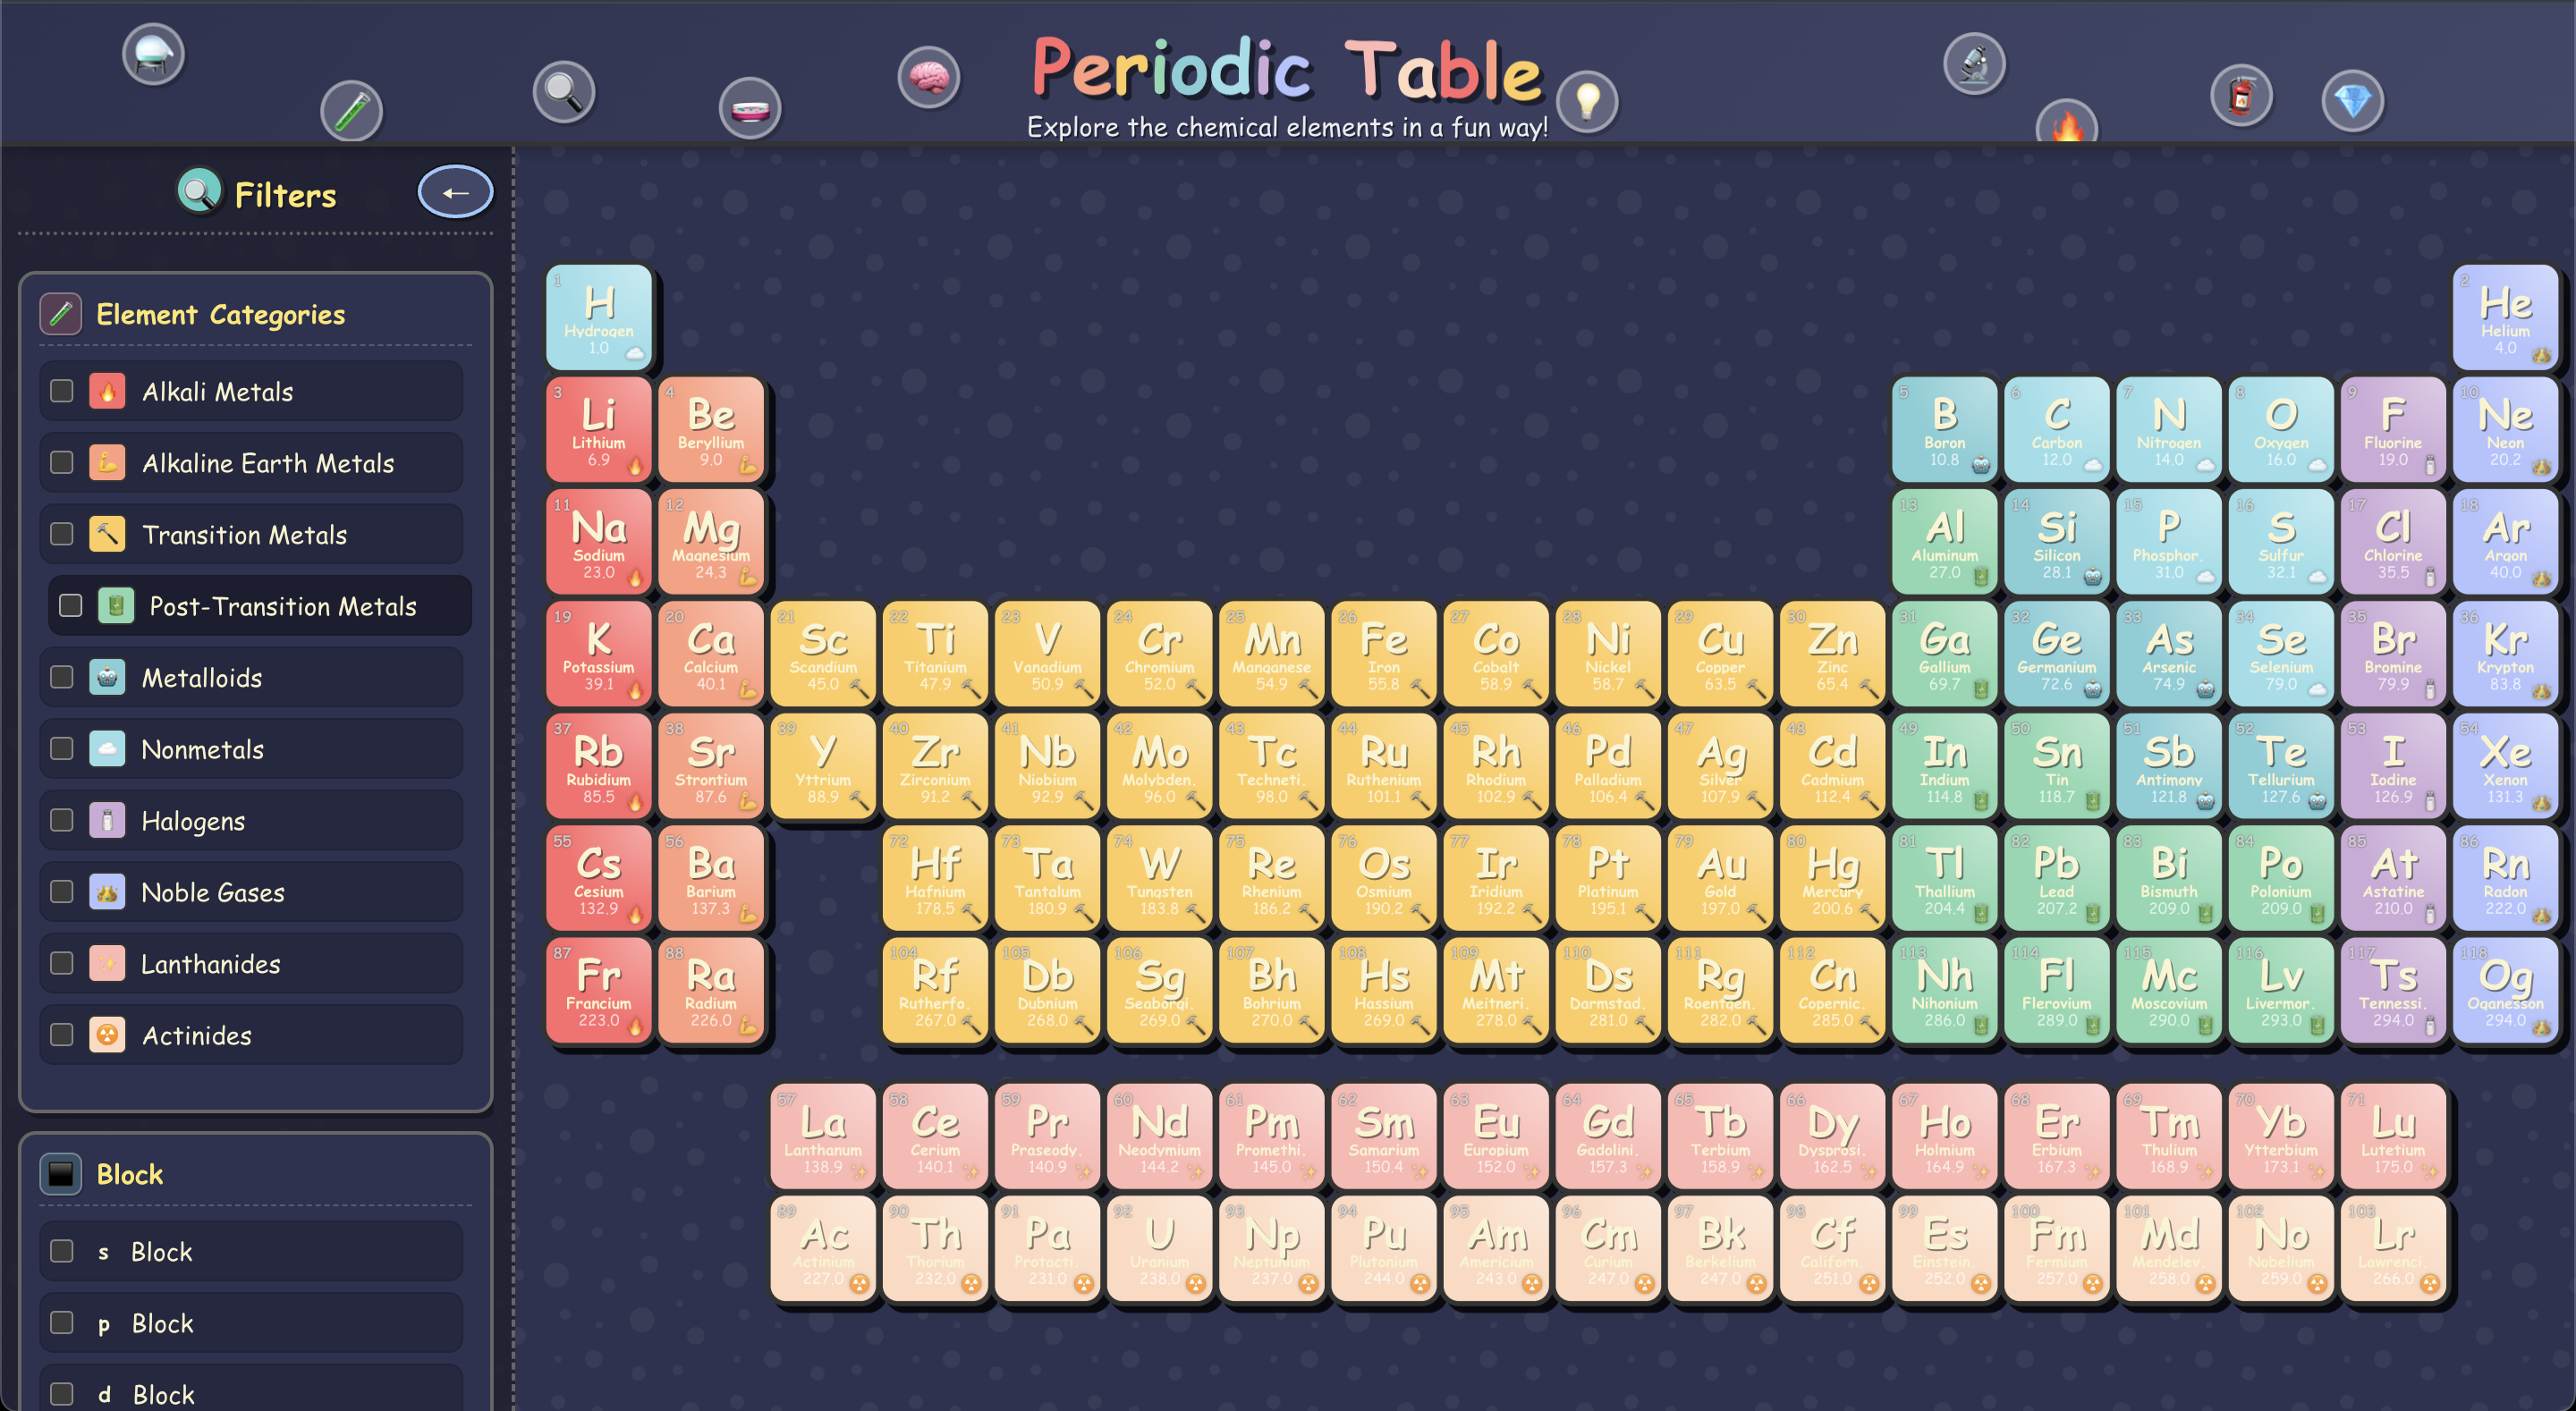 Periodic Table
Explore the chemical elements in a fun way!
Filters
←
Element Categories
Alkali Metals
Alkaline Earth Metals
Transition Metals
Post-Transition Metals
Metalloids
Nonmetals
Halogens
Noble Gases
Lanthanides
Actinides
Block
s Block
p Block
d Block
1 2
H He
Hydrogen Helium
1.0 4.0
3 4 5 6 7 8 9 10
Li Be B C N O F Ne
Lithium Beryllium Boron Carbon Nitrogen Oxygen Fluorine Neon
6.9 9.0 10.8 12.0 14.0 16.0 19.0 20.2
11 12 13 14 15 16 17 18
Na Mg Al Si P S Cl Ar
Sodium Magnesium Aluminum Silicon Phosphor. Sulfur Chlorine Argon
23.0 24.3 27.0 28.1 31.0 32.1 35.5 40.0
19 20 21 22 23 24 25 26 27 28 29 30 31 32 33 34 35 36
K Ca Sc Ti V Cr Mn Fe Co Ni Cu Zn Ga Ge As Se Br Kr
Potassium Calcium Scandium Titanium Vanadium Chromium Manganese Iron Cobalt Nickel Copper Zinc Gallium Germanium Arsenic Selenium Bromine Krypton
39.1 40.1 45.0 47.9 50.9 52.0 54.9 55.8 58.9 58.7 63.5 65.4 69.7 72.6 74.9 79.0 79.9 83.8
37 38 39 40 41 42 43 44 45 46 47 48 49 50 51 52 53 54
Rb Sr Y Zr Nb Mo Tc Ru Rh Pd Ag Cd In Sn Sb Te I Xe
Rubidium Strontium Yttrium Zirconium Niobium Molybden. Techneti. Ruthenium Rhodium Palladium Silver Cadmium Indium Tin Antimony Tellurium Iodine Xenon
85.5 87.6 88.9 91.2 92.9 96.0 98.0 101.1 102.9 106.4 107.9 112.4 114.8 118.7 121.8 127.6 126.9 131.3
55 56 72 73 74 75 76 77 78 79 80 81 82 83 84 85 86
Cs Ba Hf Ta W Re Os Ir Pt Au Hg Tl Pb Bi Po At Rn
Cesium Barium Hafnium Tantalum Tungsten Rhenium Osmium Iridium Platinum Gold Mercury Thallium Lead Bismuth Polonium Astatine Radon
132.9 137.3 178.5 180.9 183.8 186.2 190.2 192.2 195.1 197.0 200.6 204.4 207.2 209.0 209.0 210.0 222.0
87 88 104 105 106 107 108 109 110 111 112 113 114 115 116 117 118
Fr Ra Rf Db Sg Bh Hs Mt Ds Rg Cn Nh Fl Mc Lv Ts Og
Francium Radium Rutherfo. Dubnium Seaborgi. Bohrium Hassium Meitneri. Darmstad. Roentgen. Copernic. Nihonium Flerovium Moscovium Livermor. Tennessi. Oganesson
223.0 226.0 267.0 268.0 269.0 270.0 269.0 278.0 281.0 282.0 285.0 286.0 289.0 290.0 293.0 294.0 294.0
57 58 59 60 61 62 63 64 65 66 67 68 69 70 71
La Ce Pr Nd Pm Sm Eu Gd Tb Dy Ho Er Tm Yb Lu
Lanthanum Cerium Praseody. Neodymium Promethi. Samarium Europium Gadolini. Terbium Dysprosi. Holmium Erbium Thulium Ytterbium Lutetium
138.9 140.1 140.9 144.2 145.0 150.4 152.0 157.3 158.9 162.5 164.9 167.3 168.9 173.1 175.0
89 90 91 92 93 94 95 96 97 98 99 100 101 102 103
Ac Th Pa U Np Pu Am Cm Bk Cf Es Fm Md No Lr
Actinium Thorium Protacti. Uranium Neptunium Plutonium Americium Curium Berkelium Californ. Einstein. Fermium Mendelev. Nobelium Lawrenci.
227.0 232.0 231.0 238.0 237.0 244.0 243.0 247.0 247.0 251.0 252.0 257.0 258.0 259.0 266.0